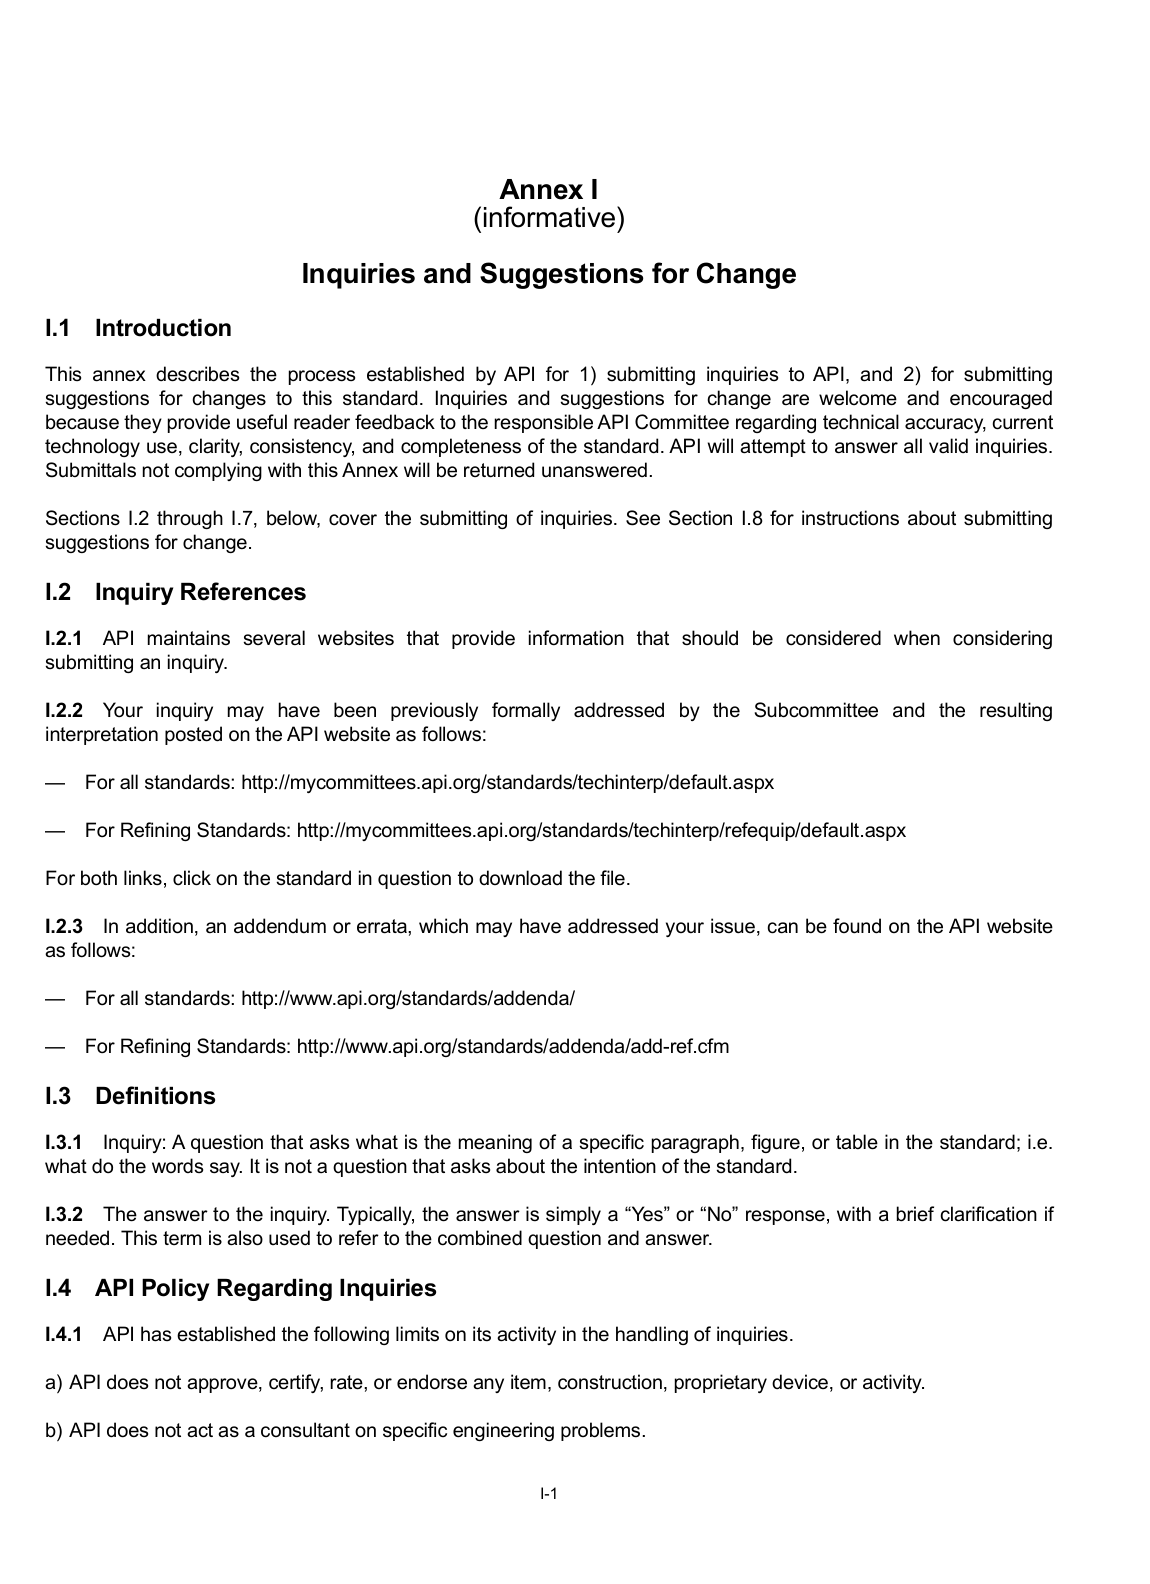 Annex I
(informative)
Inquiries and Suggestions for Change
I.1 Introduction
This annex describes the process established by API for 1) submitting inquiries to API, and 2) for submitting
suggestions for changes to this standard. Inquiries and suggestions for change are welcome and encouraged
because they provide useful reader feedback to the responsible API Committee regarding technical accuracy, current
technology use, clarity, consistency, and completeness of the standard. API will attempt to answer all valid inquiries.
Submittals not complying with this Annex will be returned unanswered.
Sections I.2 through I.7, below, cover the submitting of inquiries. See Section I.8 for instructions about submitting
suggestions for change.
I.2 Inquiry References
I.2.1 API maintains several websites that provide information that should be considered when considering
submitting an inquiry.
I.2.2 Your inquiry may have been previously formally addressed by the Subcommittee and the resulting
interpretation posted on the API website as follows:
— For all standards: http://mycommittees.api.org/standards/techinterp/default.aspx
— For Refining Standards: http://mycommittees.api.org/standards/techinterp/refequip/default.aspx
For both links, click on the standard in question to download the file.
I.2.3 In addition, an addendum or errata, which may have addressed your issue, can be found on the API website
as follows:
— For all standards: http://www.api.org/standards/addenda/
— For Refining Standards: http://www.api.org/standards/addenda/add-ref.cfm
I.3 Definitions
I.3.1 Inquiry: A question that asks what is the meaning of a specific paragraph, figure, or table in the standard; i.e.
what do the words say. It is not a question that asks about the intention of the standard.
I.3.2 The answer to the inquiry. Typically, the answer is simply a “Yes” or “No” response, with a brief clarification if
needed. This term is also used to refer to the combined question and answer.
I.4 API Policy Regarding Inquiries
I.4.1 API has established the following limits on its activity in the handling of inquiries.
a) API does not approve, certify, rate, or endorse any item, construction, proprietary device, or activity.
b) API does not act as a consultant on specific engineering problems.
I-1